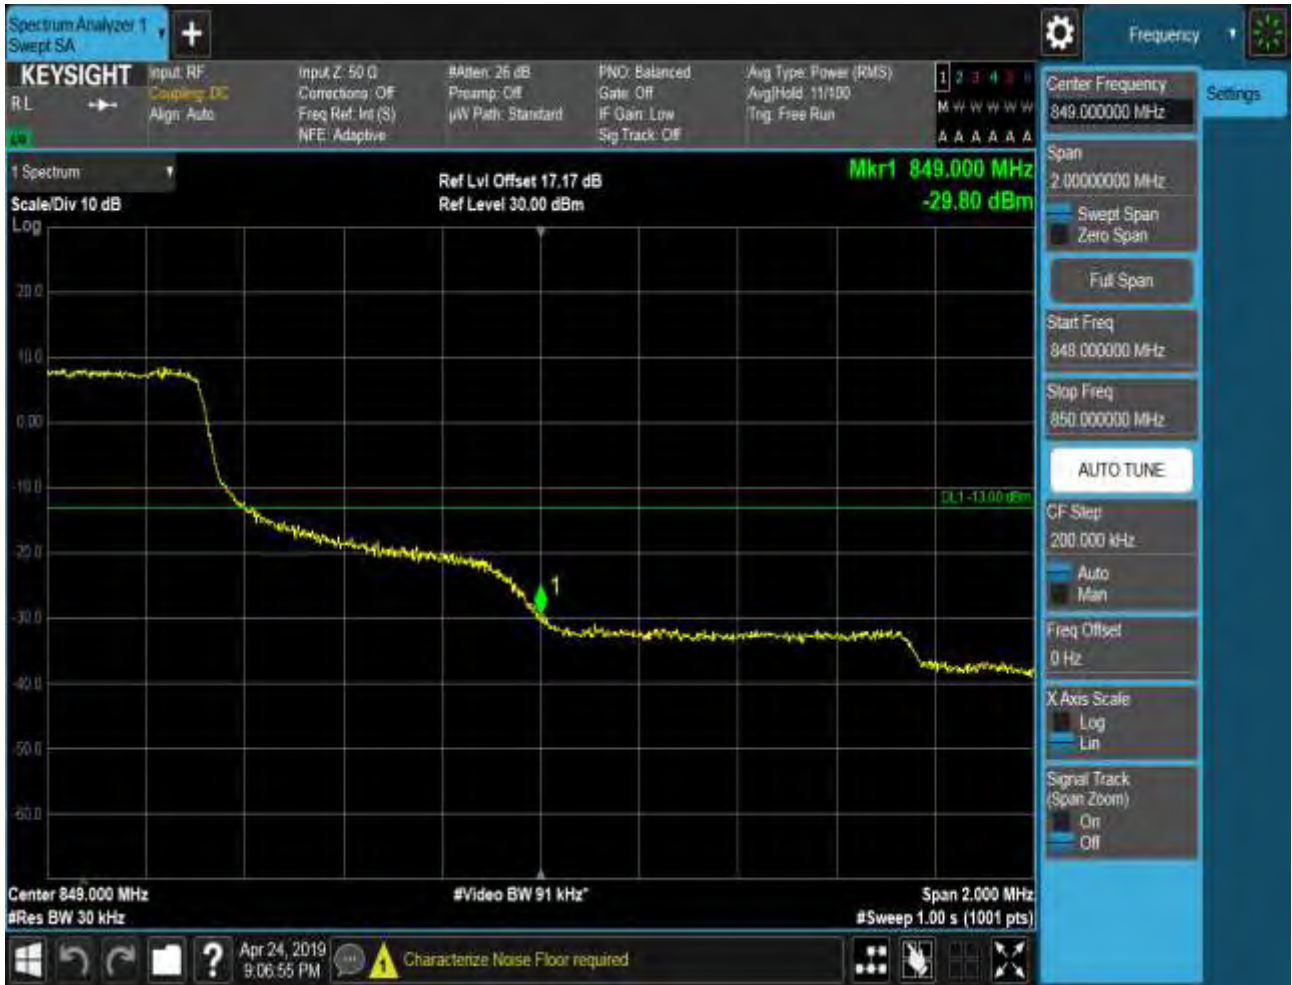 Spectrum Analyzer 1
Swept SA
Frequency
KEYSIGHT
R L
Input: RF
Coupling: DC
Align: Auto
Input Z: 50 Ω
Corrections: Off
Freq Ref: Int (S)
NFE: Adaptive
#Atten: 26 dB
Preamp: Off
µW Path: Standard
PNO: Balanced
Gate: Off
IF Gain: Low
Sig Track: Off
Avg Type: Power (RMS)
Avg|Hold: 11/100
Trig: Free Run
1 2 3 4 5 6
M W W W W W
A A A A A A
1 Spectrum
Scale/Div 10 dB
Log
Ref Lvl Offset 17.17 dB
Ref Level 30.00 dBm
Mkr1 849.000 MHz
-29.80 dBm
20.0
10.0
0.00
-10.0
-20.0
-30.0
-40.0
-50.0
-60.0
DL1 -13.00 dBm
1
Center 849.000 MHz
#Res BW 30 kHz
#Video BW 91 kHz*
Span 2.000 MHz
#Sweep 1.00 s (1001 pts)
Center Frequency
849.000000 MHz
Settings
Span
2.00000000 MHz
Swept Span
Zero Span
Full Span
Start Freq
848.000000 MHz
Stop Freq
850.000000 MHz
AUTO TUNE
CF Step
200.000 kHz
Auto
Man
Freq Offset
0 Hz
X Axis Scale
Log
Lin
Signal Track
(Span Zoom)
On
Off
?
Apr 24, 2019
9:06:55 PM
Characterize Noise Floor required